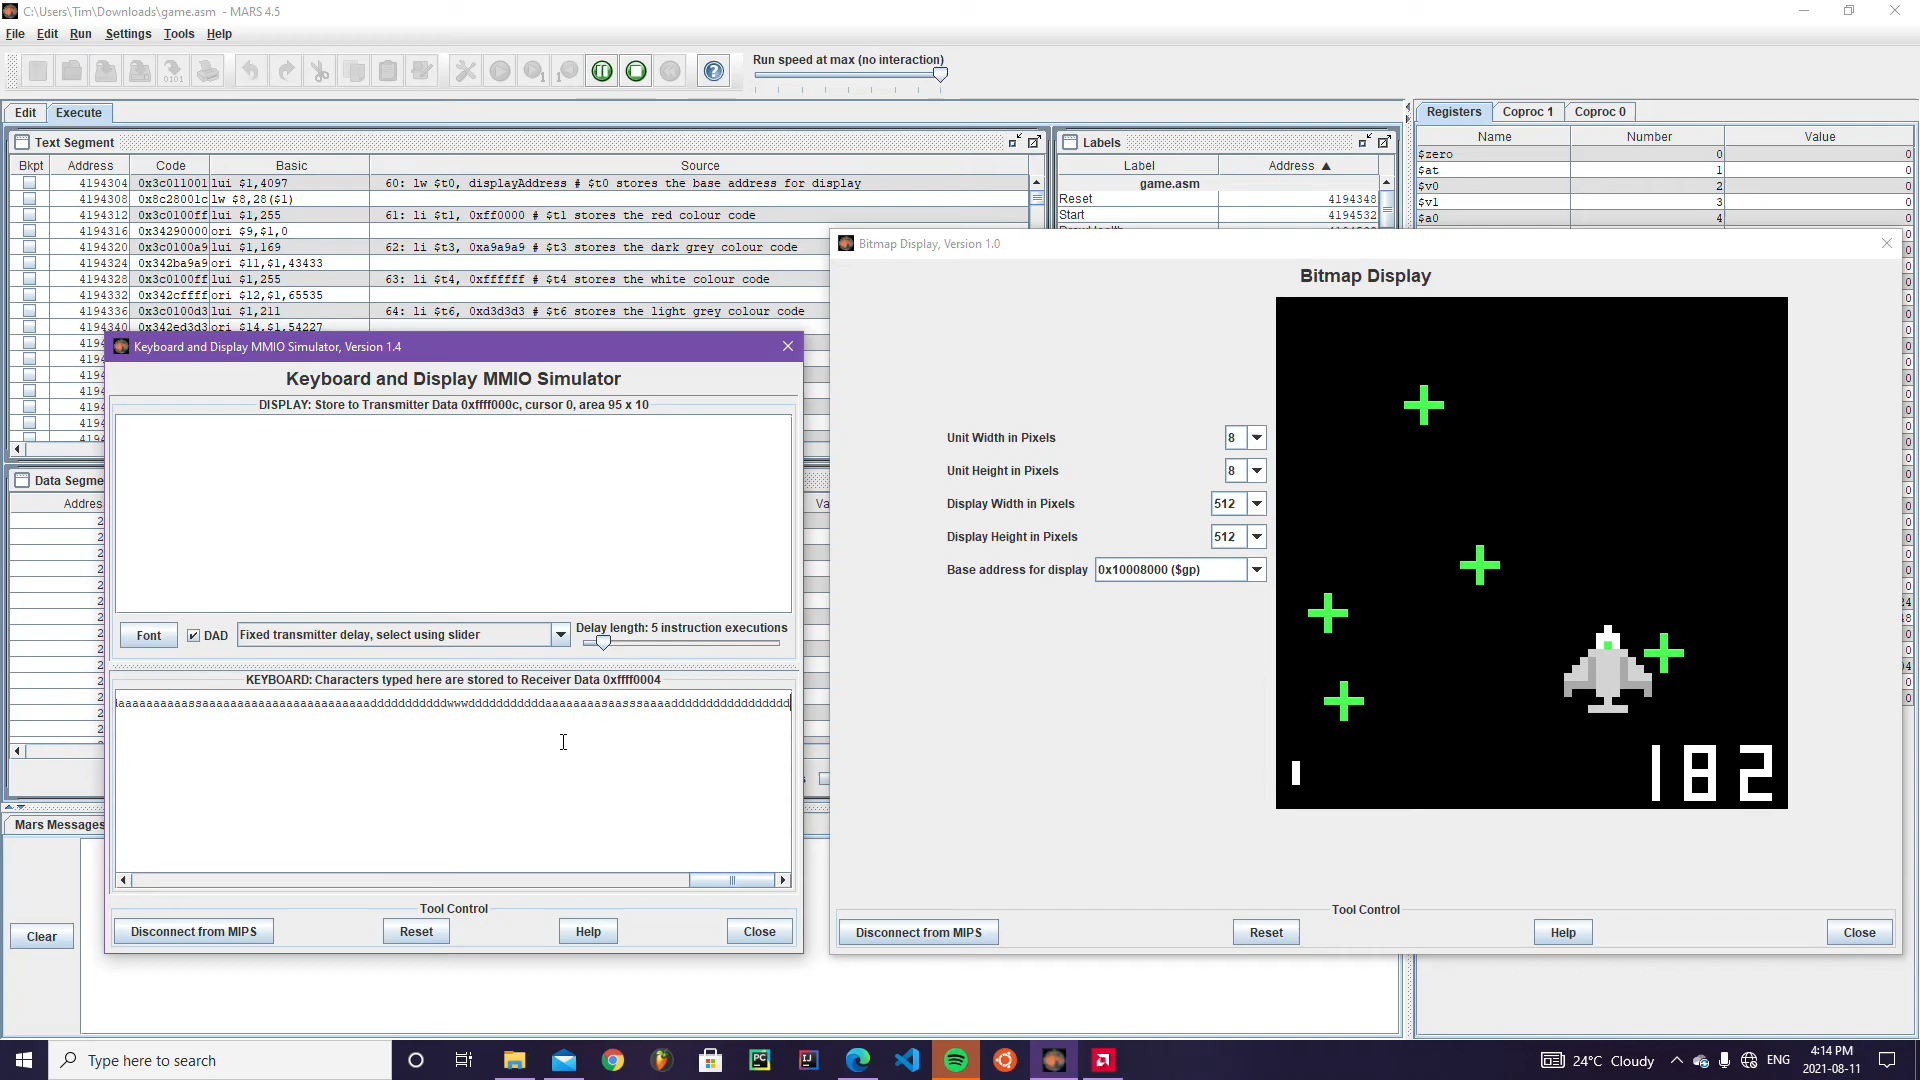 C:\Users\Tim\Downloads\game.asm - MARS 4.5
File Edit Run Settings Tools Help
Run speed at max (no interaction)
Edit Execute
Registers Coproc 1 Coproc 0
Text Segment
Labels
Name Number Value
Bkpt Address Code Basic Source
Label Address ▲
$zero 0 0
4194304 0x3c011001 lui $1,4097 60: lw $t0, displayAddress # $t0 stores the base address for display
game.asm
$at 1 0
4194308 0x8c28001c lw $8,28($1)
Reset 4194348
$v0 2 0
4194312 0x3c0100ff lui $1,255 61: li $t1, 0xff0000 # $t1 stores the red colour code
Start 4194532
$v1 3 0
4194316 0x34290000 ori $9,$1,0
$a0 4 0
4194320 0x3c0100a9 lui $1,169 62: li $t3, 0xa9a9a9 # $t3 stores the dark grey colour code
4194324 0x342ba9a9 ori $11,$1,43433
4194328 0x3c0100ff lui $1,255 63: li $t4, 0xffffff # $t4 stores the white colour code
4194332 0x342cffff ori $12,$1,65535
4194336 0x3c0100d3 lui $1,211 64: li $t6, 0xd3d3d3 # $t6 stores the light grey colour code
4194340 0x342ed3d3 ori $14,$1,54227
Bitmap Display, Version 1.0
Bitmap Display
Unit Width in Pixels 8
Unit Height in Pixels 8
Display Width in Pixels 512
Display Height in Pixels 512
Base address for display 0x10008000 ($gp)
182
Tool Control
Disconnect from MIPS Reset Help Close
Keyboard and Display MMIO Simulator, Version 1.4
Keyboard and Display MMIO Simulator
DISPLAY: Store to Transmitter Data 0xffff000c, cursor 0, area 95 x 10
Font DAD Fixed transmitter delay, select using slider Delay length: 5 instruction executions
KEYBOARD: Characters typed here are stored to Receiver Data 0xffff0004
Tool Control
Disconnect from MIPS Reset Help Close
Data Segme
Addres
Mars Messages
Clear
Type here to search
24°C Cloudy
ENG
4:14 PM
2021-08-11